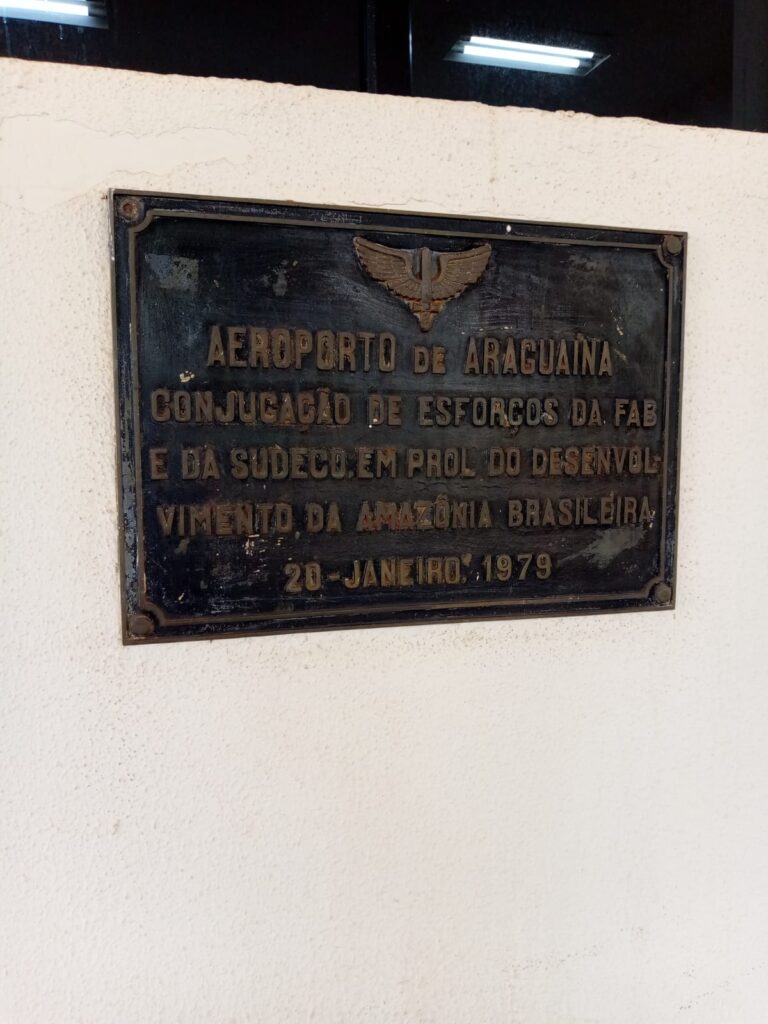 AEROPORTO DE ARAGUAÍNA
CONJUGAÇÃO DE ESFORÇOS DA FAB
E DA SUDECO, EM PROL DO DESENVOL-
VIMENTO DA AMAZÔNIA BRASILEIRA
20-JANEIRO, 1979